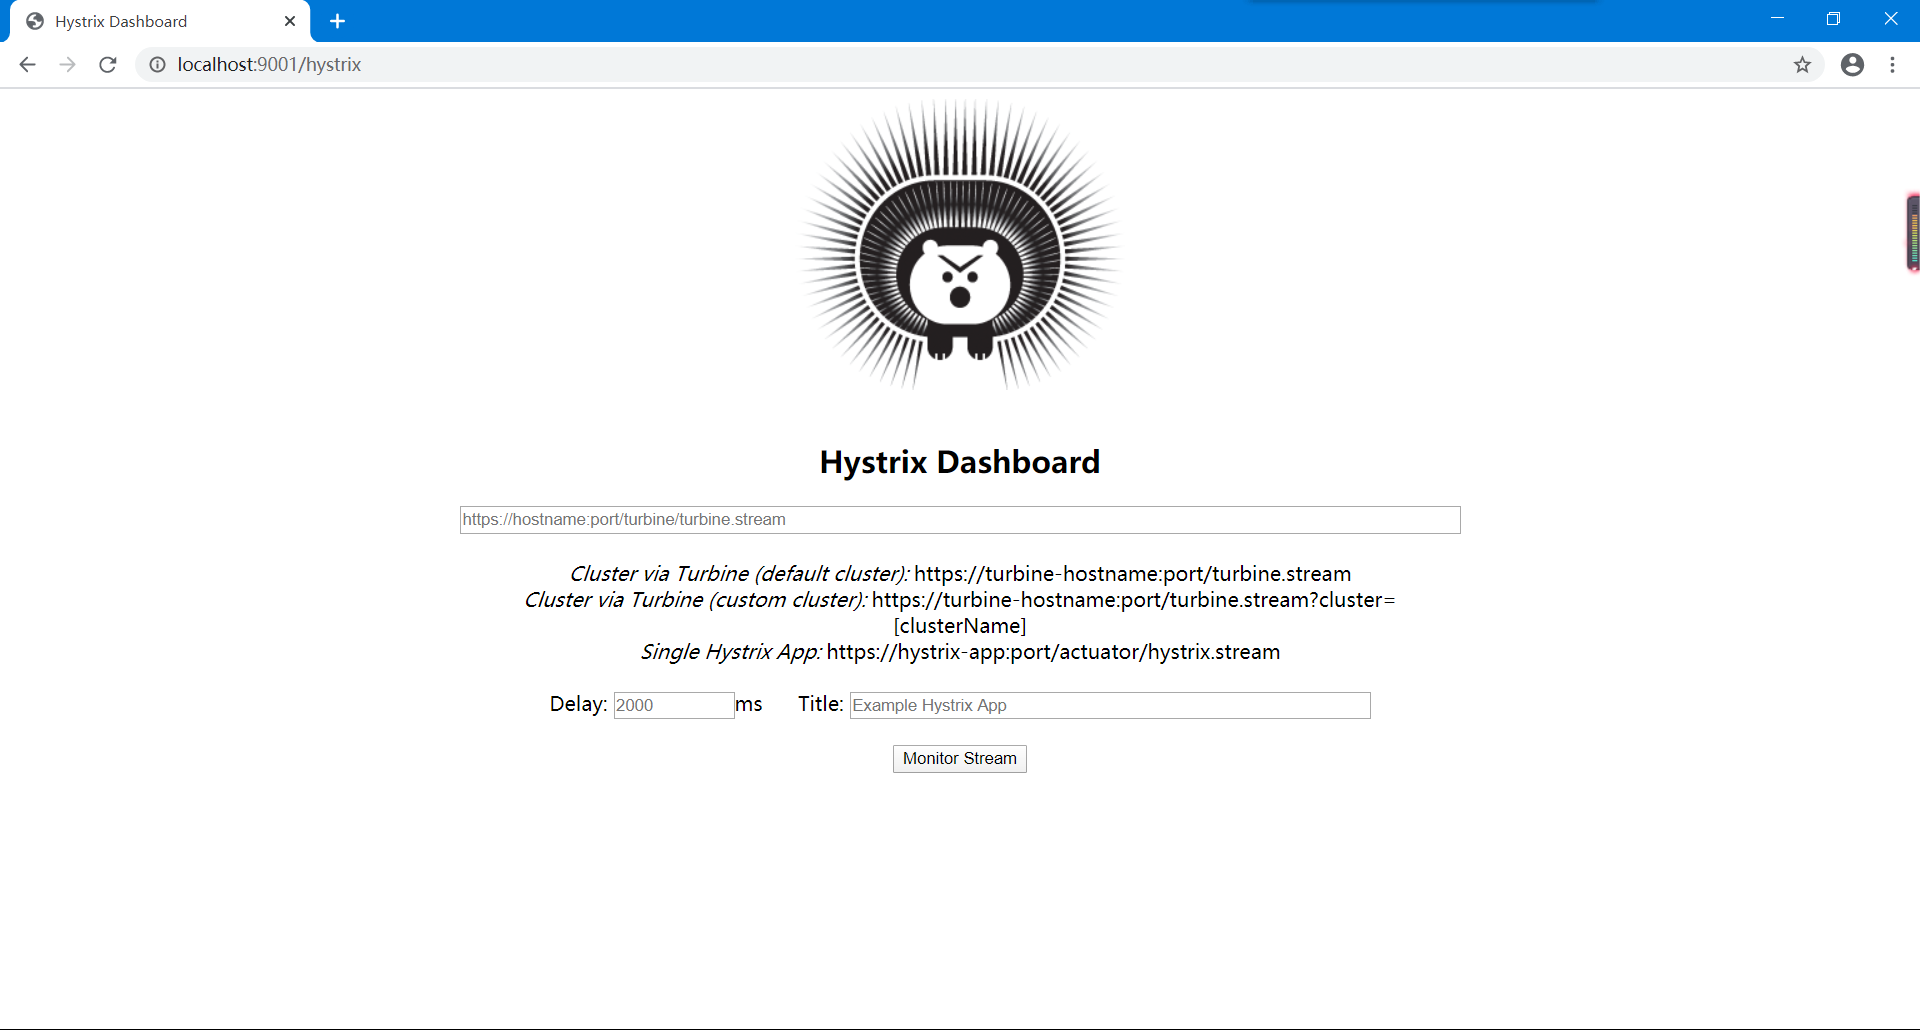 Hystrix Dashboard
localhost:9001/hystrix
Hystrix Dashboard
https://hostname:port/turbine/turbine.stream
Cluster via Turbine (default cluster): https://turbine-hostname:port/turbine.stream
Cluster via Turbine (custom cluster): https://turbine-hostname:port/turbine.stream?cluster=
[clusterName]
Single Hystrix App: https://hystrix-app:port/actuator/hystrix.stream
Delay: 2000 ms Title: Example Hystrix App
Monitor Stream